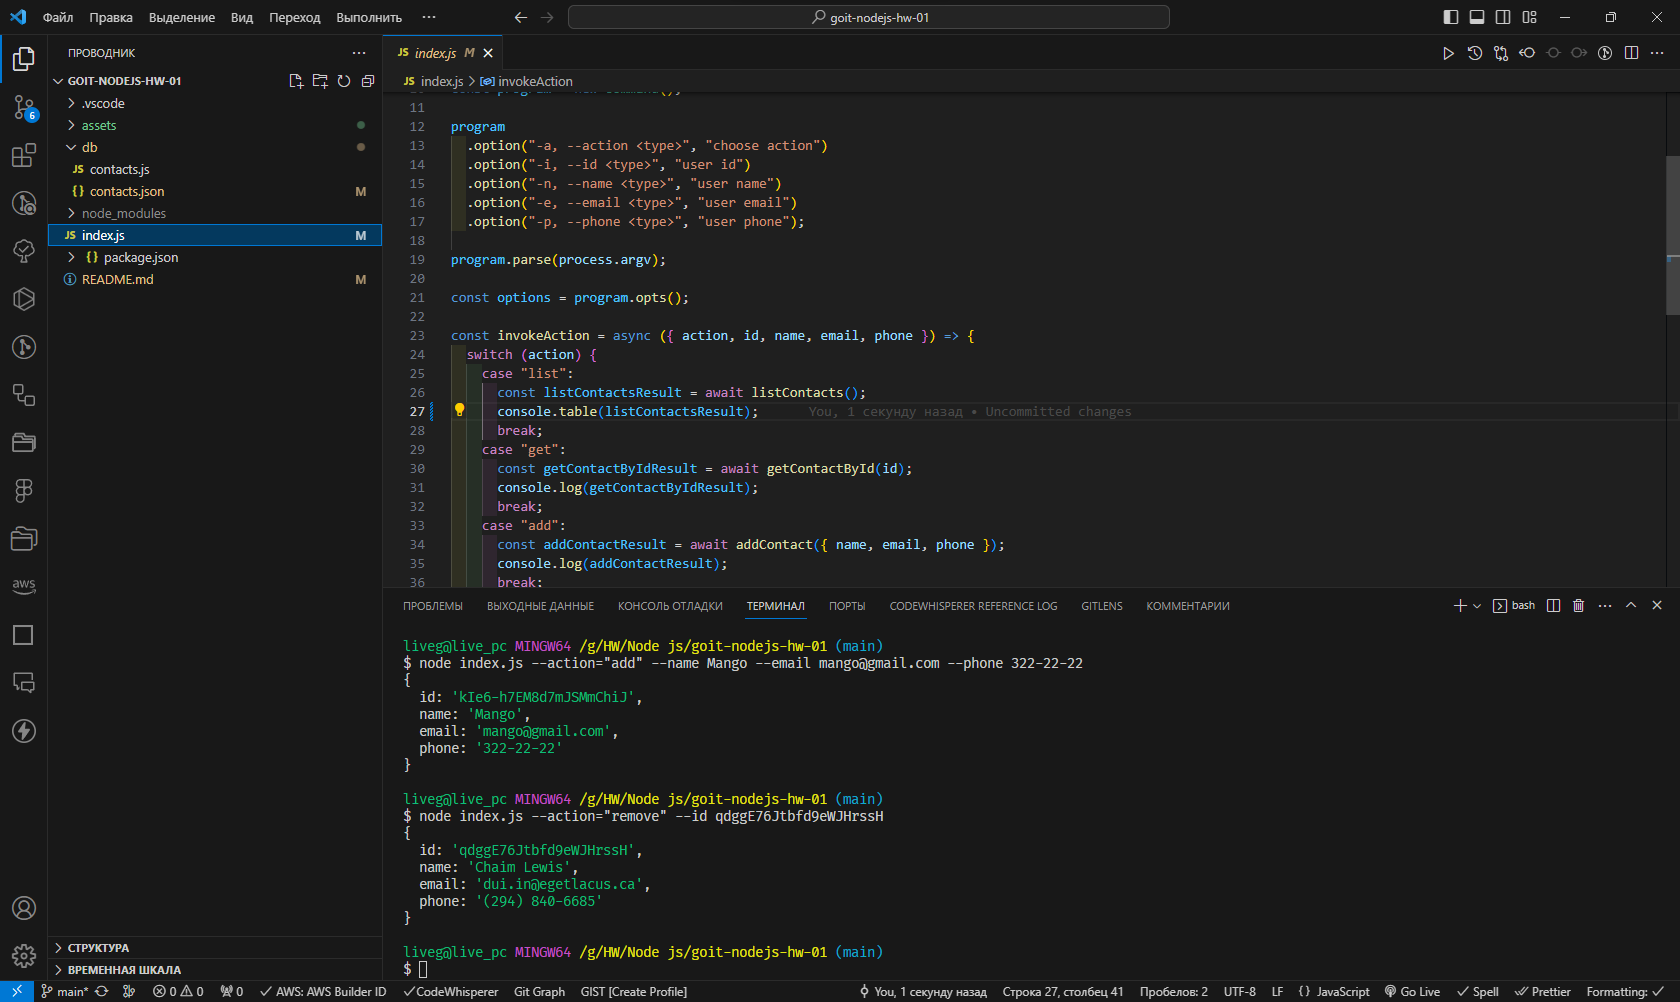 Файл Правка Выделение Вид Переход Выполнить ··· goit-nodejs-hw-01
ПРОВОДНИК
GOIT-NODEJS-HW-01
.vscode
assets
db
JS contacts.js
{} contacts.json M
node_modules
JS index.js M
{} package.json
README.md M
СТРУКТУРА
ВРЕМЕННАЯ ШКАЛА
6
aws
JS index.js M
JS index.js > invokeAction
11
12 program
13 .option("-a, --action <type>", "choose action")
14 .option("-i, --id <type>", "user id")
15 .option("-n, --name <type>", "user name")
16 .option("-e, --email <type>", "user email")
17 .option("-p, --phone <type>", "user phone");
18
19 program.parse(process.argv);
20
21 const options = program.opts();
22
23 const invokeAction = async ({ action, id, name, email, phone }) => {
24 switch (action) {
25 case "list":
26 const listContactsResult = await listContacts();
27 console.table(listContactsResult); You, 1 секунду назад • Uncommitted changes
28 break;
29 case "get":
30 const getContactByIdResult = await getContactById(id);
31 console.log(getContactByIdResult);
32 break;
33 case "add":
34 const addContactResult = await addContact({ name, email, phone });
35 console.log(addContactResult);
36 break;
ПРОБЛЕМЫ ВЫХОДНЫЕ ДАННЫЕ КОНСОЛЬ ОТЛАДКИ ТЕРМИНАЛ ПОРТЫ CODEWHISPERER REFERENCE LOG GITLENS КОММЕНТАРИИ bash
liveg@live_pc MINGW64 /g/HW/Node js/goit-nodejs-hw-01 (main)
$ node index.js --action="add" --name Mango --email mango@gmail.com --phone 322-22-22
{
id: 'kIe6-h7EM8d7mJSMmChiJ',
name: 'Mango',
email: 'mango@gmail.com',
phone: '322-22-22'
}
liveg@live_pc MINGW64 /g/HW/Node js/goit-nodejs-hw-01 (main)
$ node index.js --action="remove" --id qdggE76Jtbfd9eWJHrssH
{
id: 'qdggE76Jtbfd9eWJHrssH',
name: 'Chaim Lewis',
email: 'dui.in@egetlacus.ca',
phone: '(294) 840-6685'
}
liveg@live_pc MINGW64 /g/HW/Node js/goit-nodejs-hw-01 (main)
$
main* 0 0 0 AWS: AWS Builder ID CodeWhisperer Git Graph GIST [Create Profile] You, 1 секунду назад Строка 27, столбец 41 Пробелов: 2 UTF-8 LF {} JavaScript Go Live Spell Prettier Formatting: